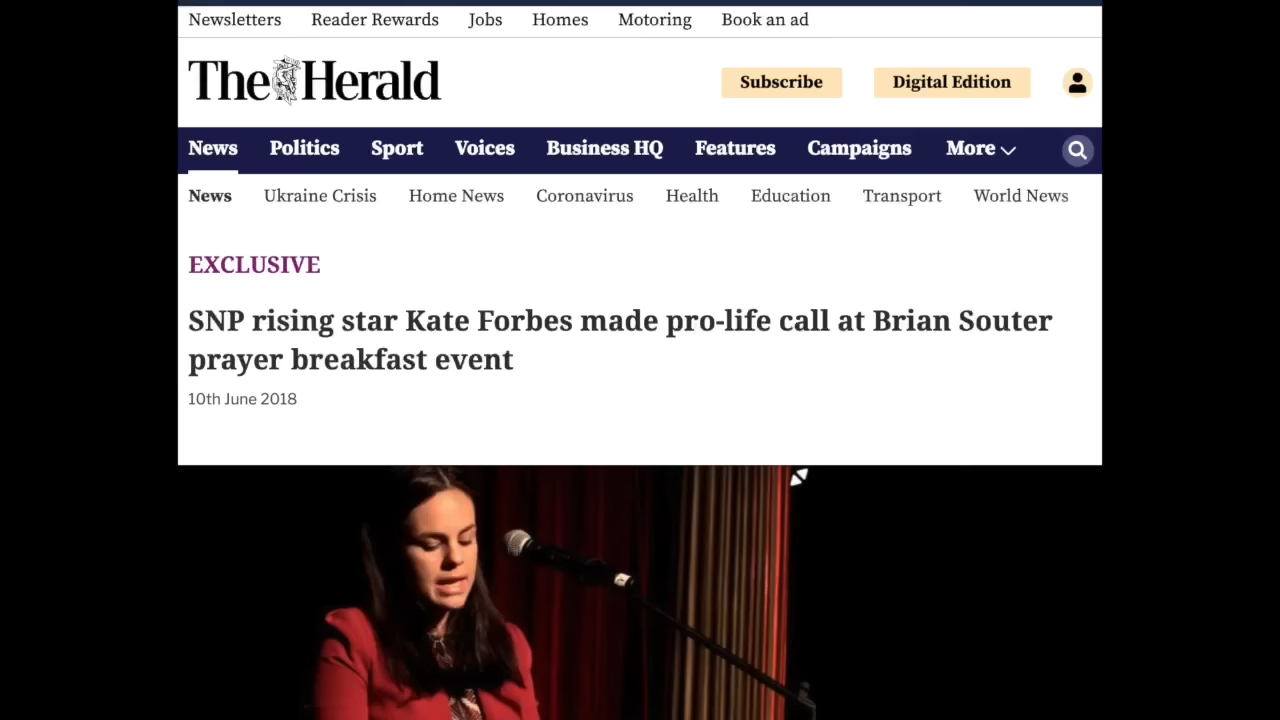 Newsletters Reader Rewards Jobs Homes Motoring Book an ad
The Herald
Subscribe Digital Edition
News Politics Sport Voices Business HQ Features Campaigns More
News Ukraine Crisis Home News Coronavirus Health Education Transport World News
EXCLUSIVE
SNP rising star Kate Forbes made pro-life call at Brian Souter
prayer breakfast event
10th June 2018